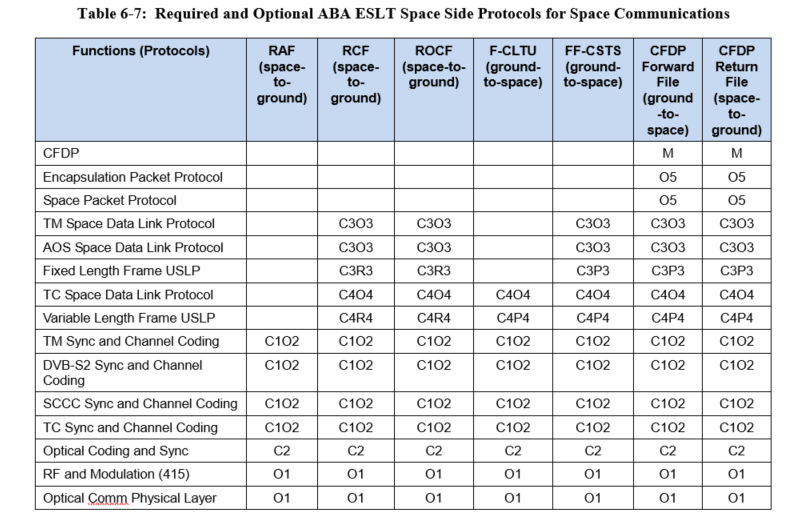 Table 6-7: Required and Optional ABA ESLT Space Side Protocols for Space Communications
Functions (Protocols) RAF (space-to-ground) RCF (space-to-ground) ROCF (space-to-ground) F-CLTU (ground-to-space) FF-CSTS (ground-to-space) CFDP Forward File (ground-to-space) CFDP Return File (space-to-ground)
CFDP M M
Encapsulation Packet Protocol O5 O5
Space Packet Protocol O5 O5
TM Space Data Link Protocol C3O3 C3O3 C3O3 C3O3 C3O3
AOS Space Data Link Protocol C3O3 C3O3 C3O3 C3O3 C3O3
Fixed Length Frame USLP C3R3 C3R3 C3P3 C3P3 C3P3
TC Space Data Link Protocol C4O4 C4O4 C4O4 C4O4 C4O4 C4O4
Variable Length Frame USLP C4R4 C4R4 C4P4 C4P4 C4P4 C4P4
TM Sync and Channel Coding C1O2 C1O2 C1O2 C1O2 C1O2 C1O2 C1O2
DVB-S2 Sync and Channel Coding C1O2 C1O2 C1O2 C1O2 C1O2 C1O2 C1O2
SCCC Sync and Channel Coding C1O2 C1O2 C1O2 C1O2 C1O2 C1O2 C1O2
TC Sync and Channel Coding C1O2 C1O2 C1O2 C1O2 C1O2 C1O2 C1O2
Optical Coding and Sync C2 C2 C2 C2 C2 C2 C2
RF and Modulation (415) O1 O1 O1 O1 O1 O1 O1
Optical Comm Physical Layer O1 O1 O1 O1 O1 O1 O1